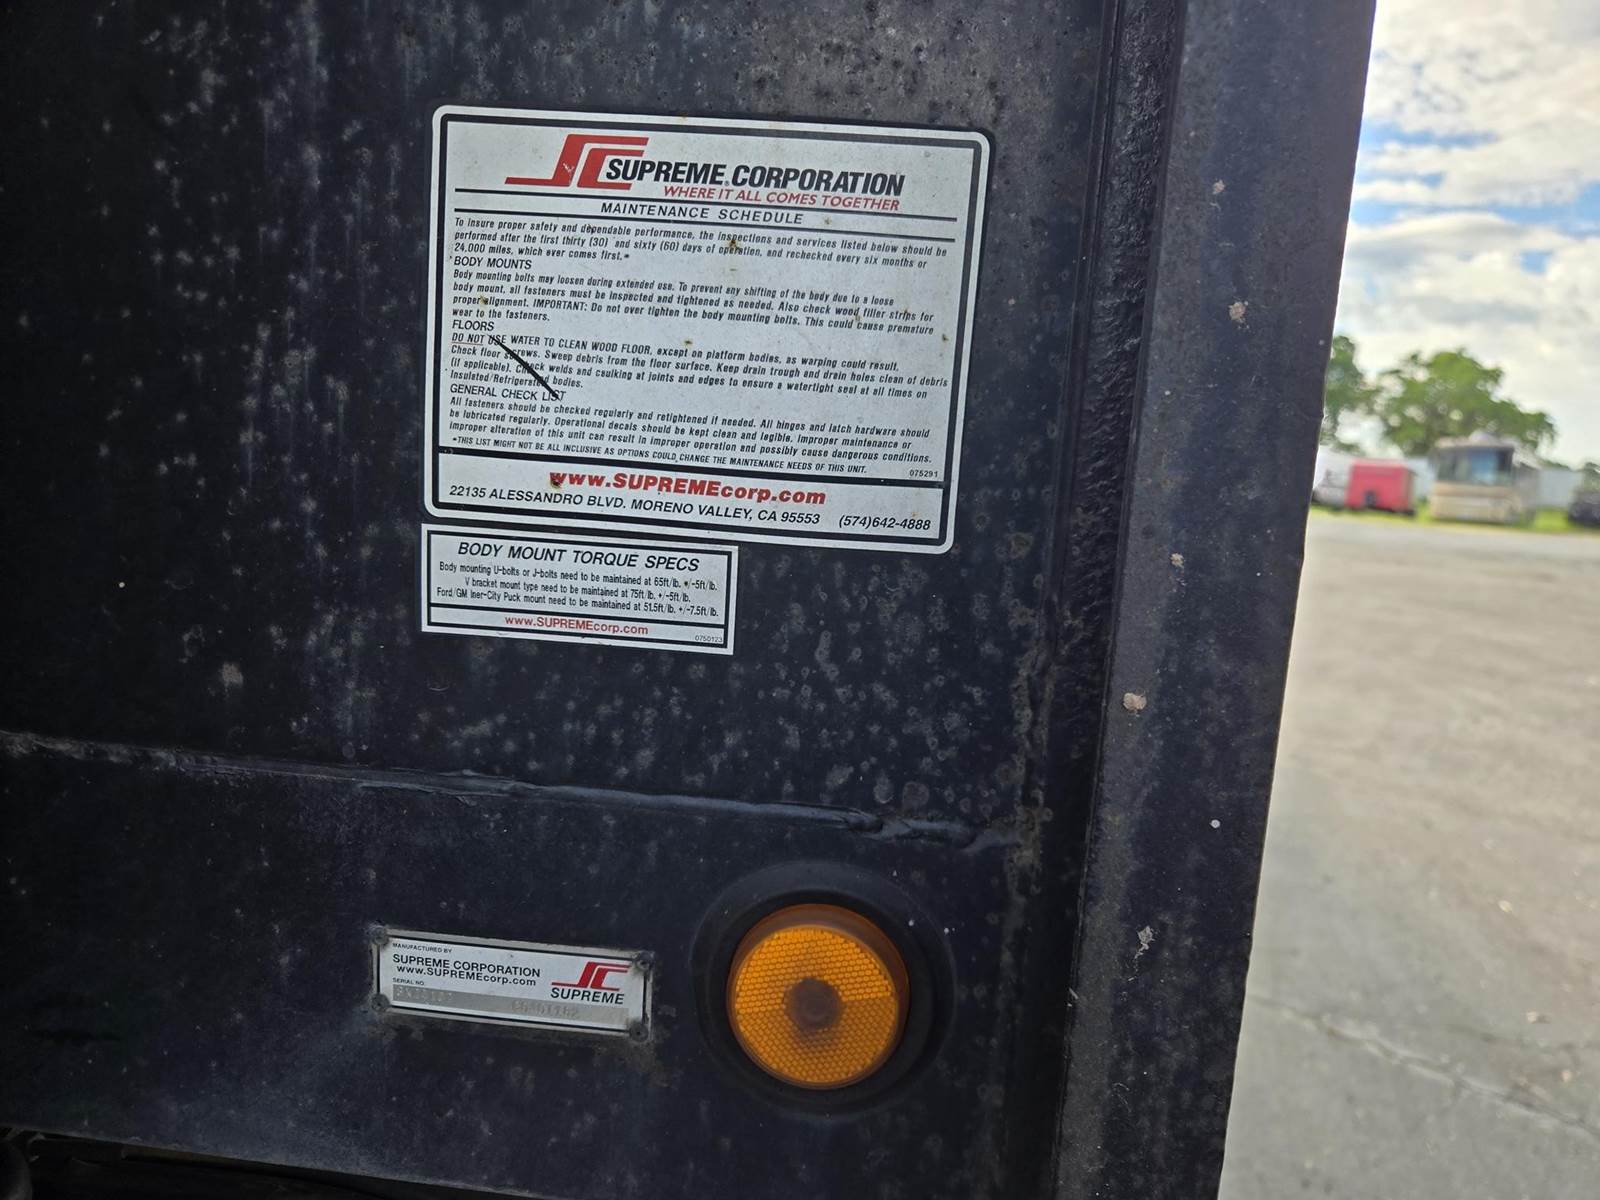 SC SUPREME CORPORATION
WHERE IT ALL COMES TOGETHER
MAINTENANCE SCHEDULE
To insure proper safety and dependable performance, the inspections and services listed below should be
performed after the first thirty (30) and sixty (60) days of operation, and rechecked every six months or
24,000 miles, which ever comes first.*
BODY MOUNTS
Body mounting bolts may loosen during extended use. To prevent any shifting of the body due to a loose
body mount, all fasteners must be inspected and tightened as needed. Also check wood filler strips for
proper alignment. IMPORTANT: Do not over tighten the body mounting bolts. This could cause premature
wear to the fasteners.
FLOORS
DO NOT USE WATER TO CLEAN WOOD FLOOR, except on platform bodies, as warping could result.
Check floor screws. Sweep debris from the floor surface. Keep drain trough and drain holes clean of debris
(if applicable). Check welds and caulking at joints and edges to ensure a watertight seal at all times on
Insulated/Refrigerated bodies.
GENERAL CHECK LIST
All fasteners should be checked regularly and retightened if needed. All hinges and latch hardware should
be lubricated regularly. Operational decals should be kept clean and legible. Improper maintenance or
improper alteration of this unit can result in improper operation and possibly cause dangerous conditions.
*THIS LIST MIGHT NOT BE ALL INCLUSIVE AS OPTIONS COULD CHANGE THE MAINTENANCE NEEDS OF THIS UNIT.
075291
www.SUPREMEcorp.com
22135 ALESSANDRO BLVD. MORENO VALLEY, CA 95553 (574)642-4888
BODY MOUNT TORQUE SPECS
Body mounting U-bolts or J-bolts need to be maintained at 65ft/lb. +/-5ft/lb.
V bracket mount type need to be maintained at 75ft/lb. +/-5ft/lb.
Ford/GM Iner-City Puck mount need to be maintained at 51.5ft/lb. +/-7.5ft/lb.
www.SUPREMEcorp.com
0750123
MANUFACTURED BY
SUPREME CORPORATION
www.SUPREMEcorp.com
SERIAL NO.
SC SUPREME